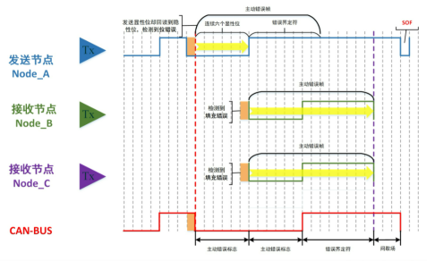 主动错误帧
发送显性位却回读到隐
性位，检测到位错误
连续六个显性位
错误界定符
SOF
发送节点
Node_A
Tx
主动错误帧
接收节点
Node_B
Tx
检测到
填充错误
主动错误帧
接收节点
Node_C
Tx
检测到
填充错误
CAN-BUS
主动错误标志
主动错误标志
错误界定符
间歇场